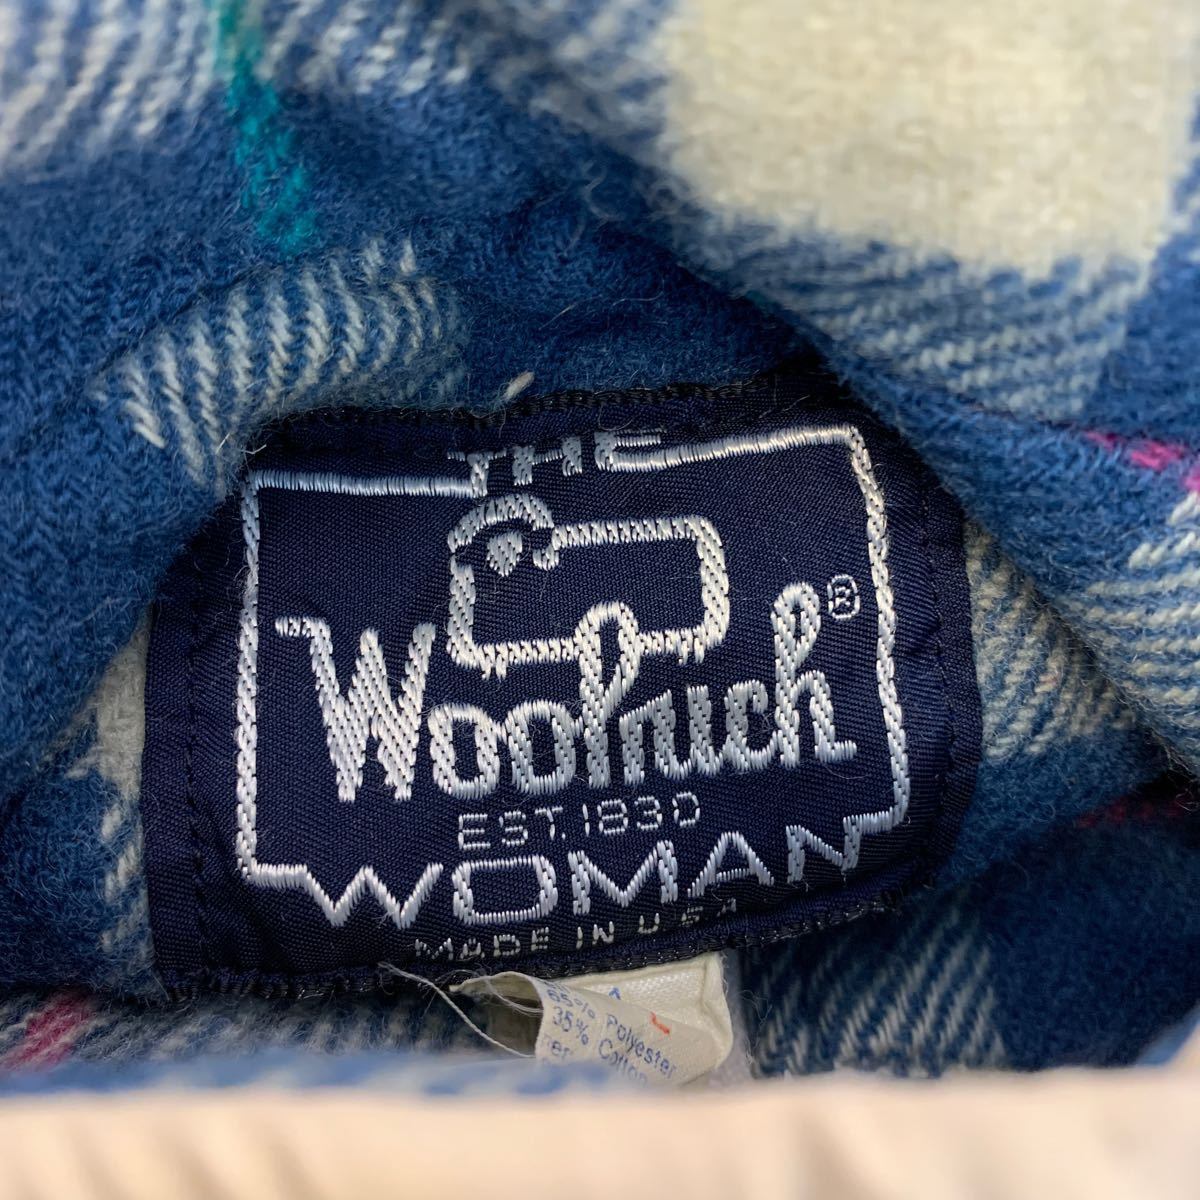 THE
Woolrich®
EST. 1830
WOMAN
MADE IN U.S.A.
65% Polyester
35% Cotton